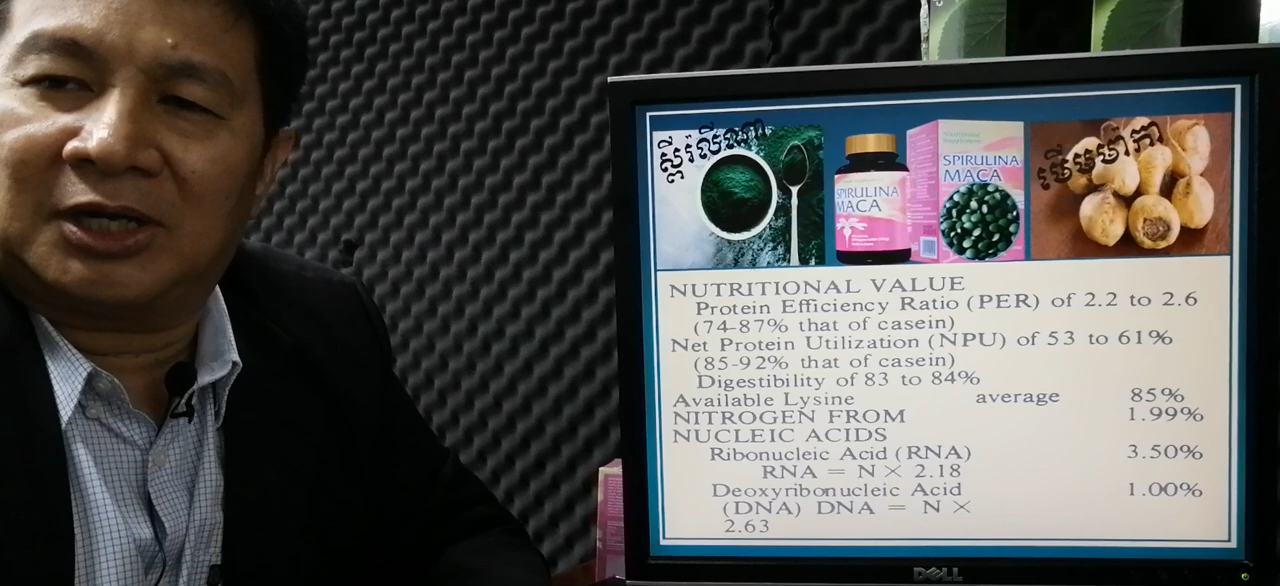 ស្ពីរូលីណា
SPIRULINA
MACA
SPIRULINA
MACA
មើមម៉ាកា
NUTRITIONAL VALUE
Protein Efficiency Ratio (PER) of 2.2 to 2.6
(74-87% that of casein)
Net Protein Utilization (NPU) of 53 to 61%
(85-92% that of casein)
Digestibility of 83 to 84%
Available Lysine average 85%
NITROGEN FROM 1.99%
NUCLEIC ACIDS
Ribonucleic Acid (RNA) 3.50%
RNA = N × 2.18
Deoxyribonucleic Acid 1.00%
(DNA) DNA = N ×
2.63
DELL